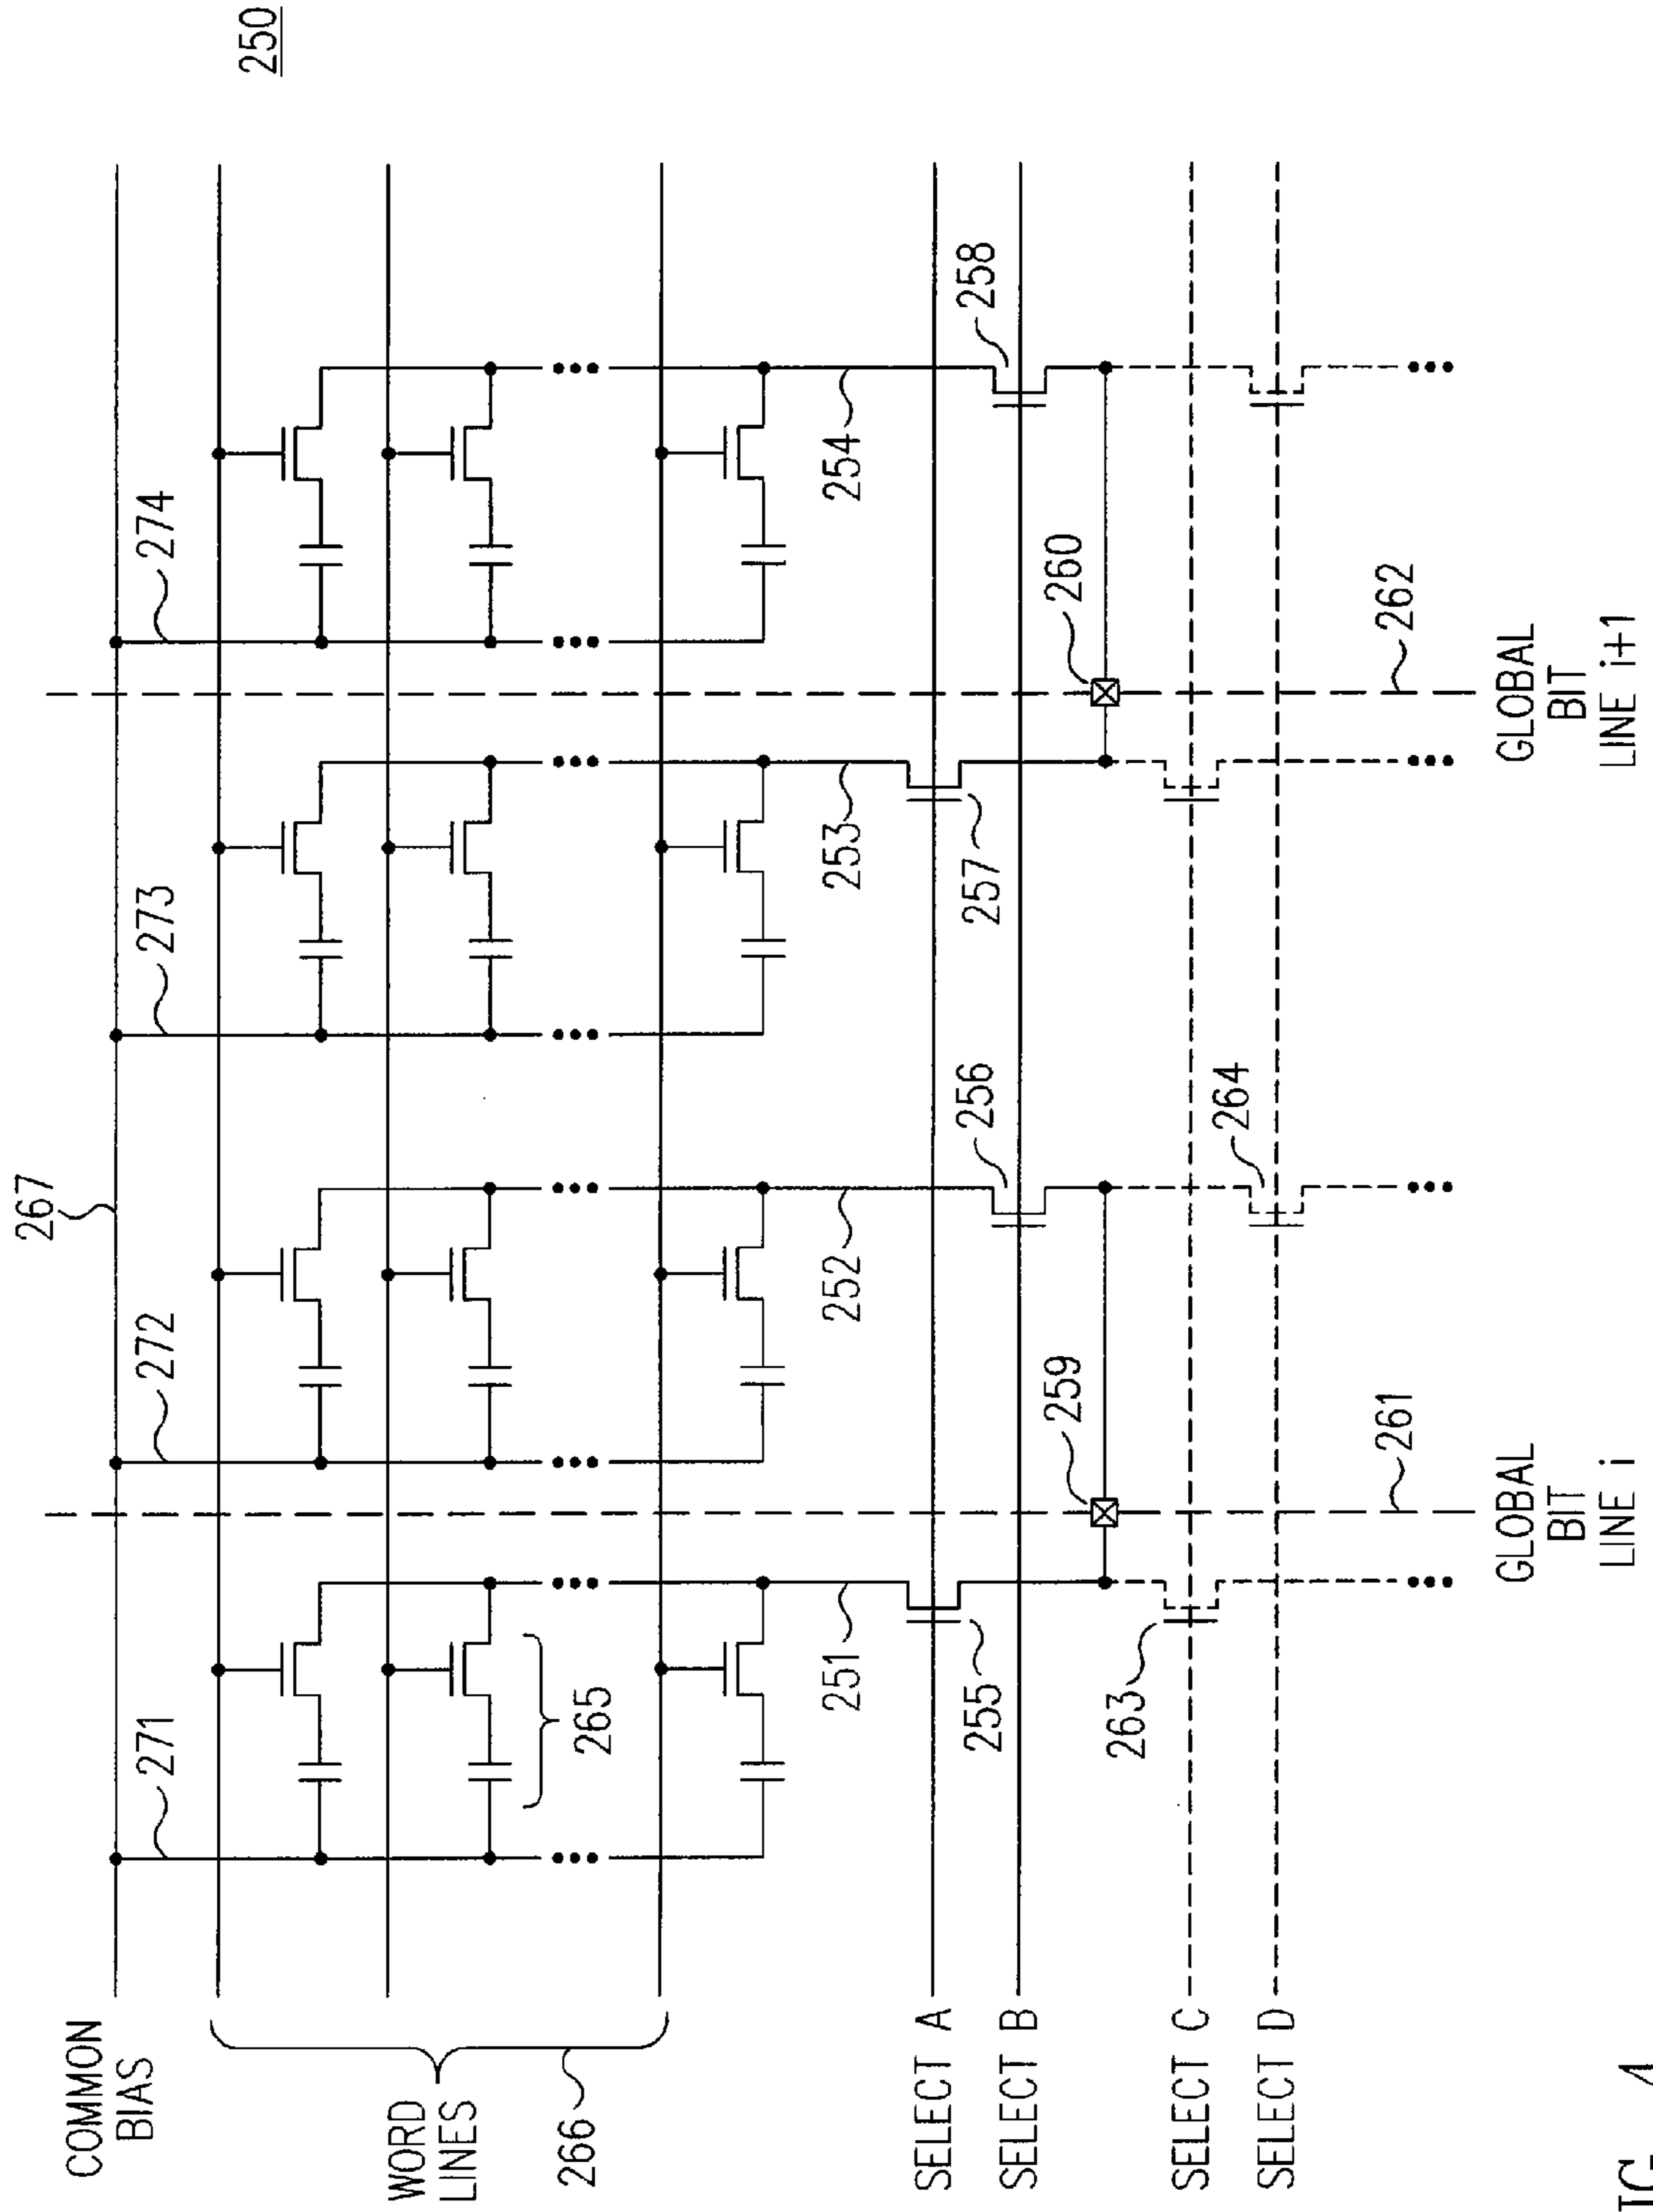 250
267
COMMON
BIAS
271
272
273
274
WORD
LINES
266
265
251
252
253
254
SELECT A
255
257
SELECT B
256
258
259
260
SELECT C
263
SELECT D
264
261
262
GLOBAL
BIT
LINE i
GLOBAL
BIT
LINE i+1